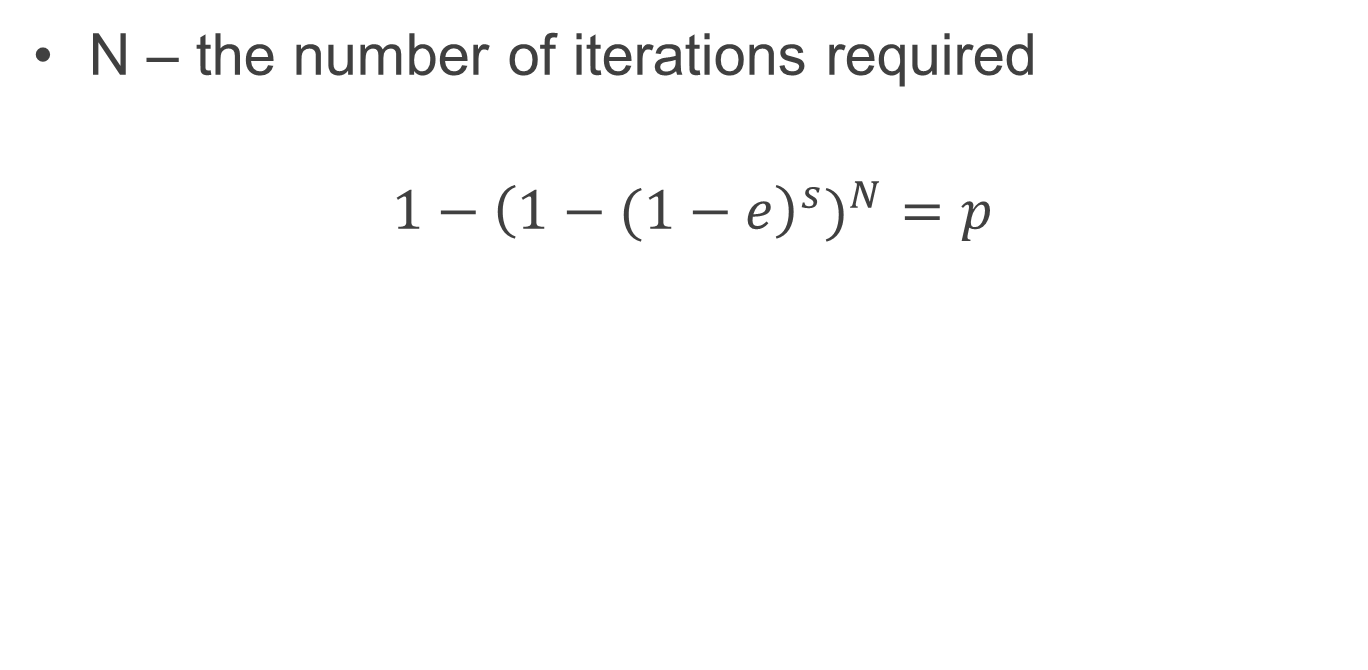 • N – the number of iterations required
1 − (1 − (1 − e)ˢ)ᴺ = p